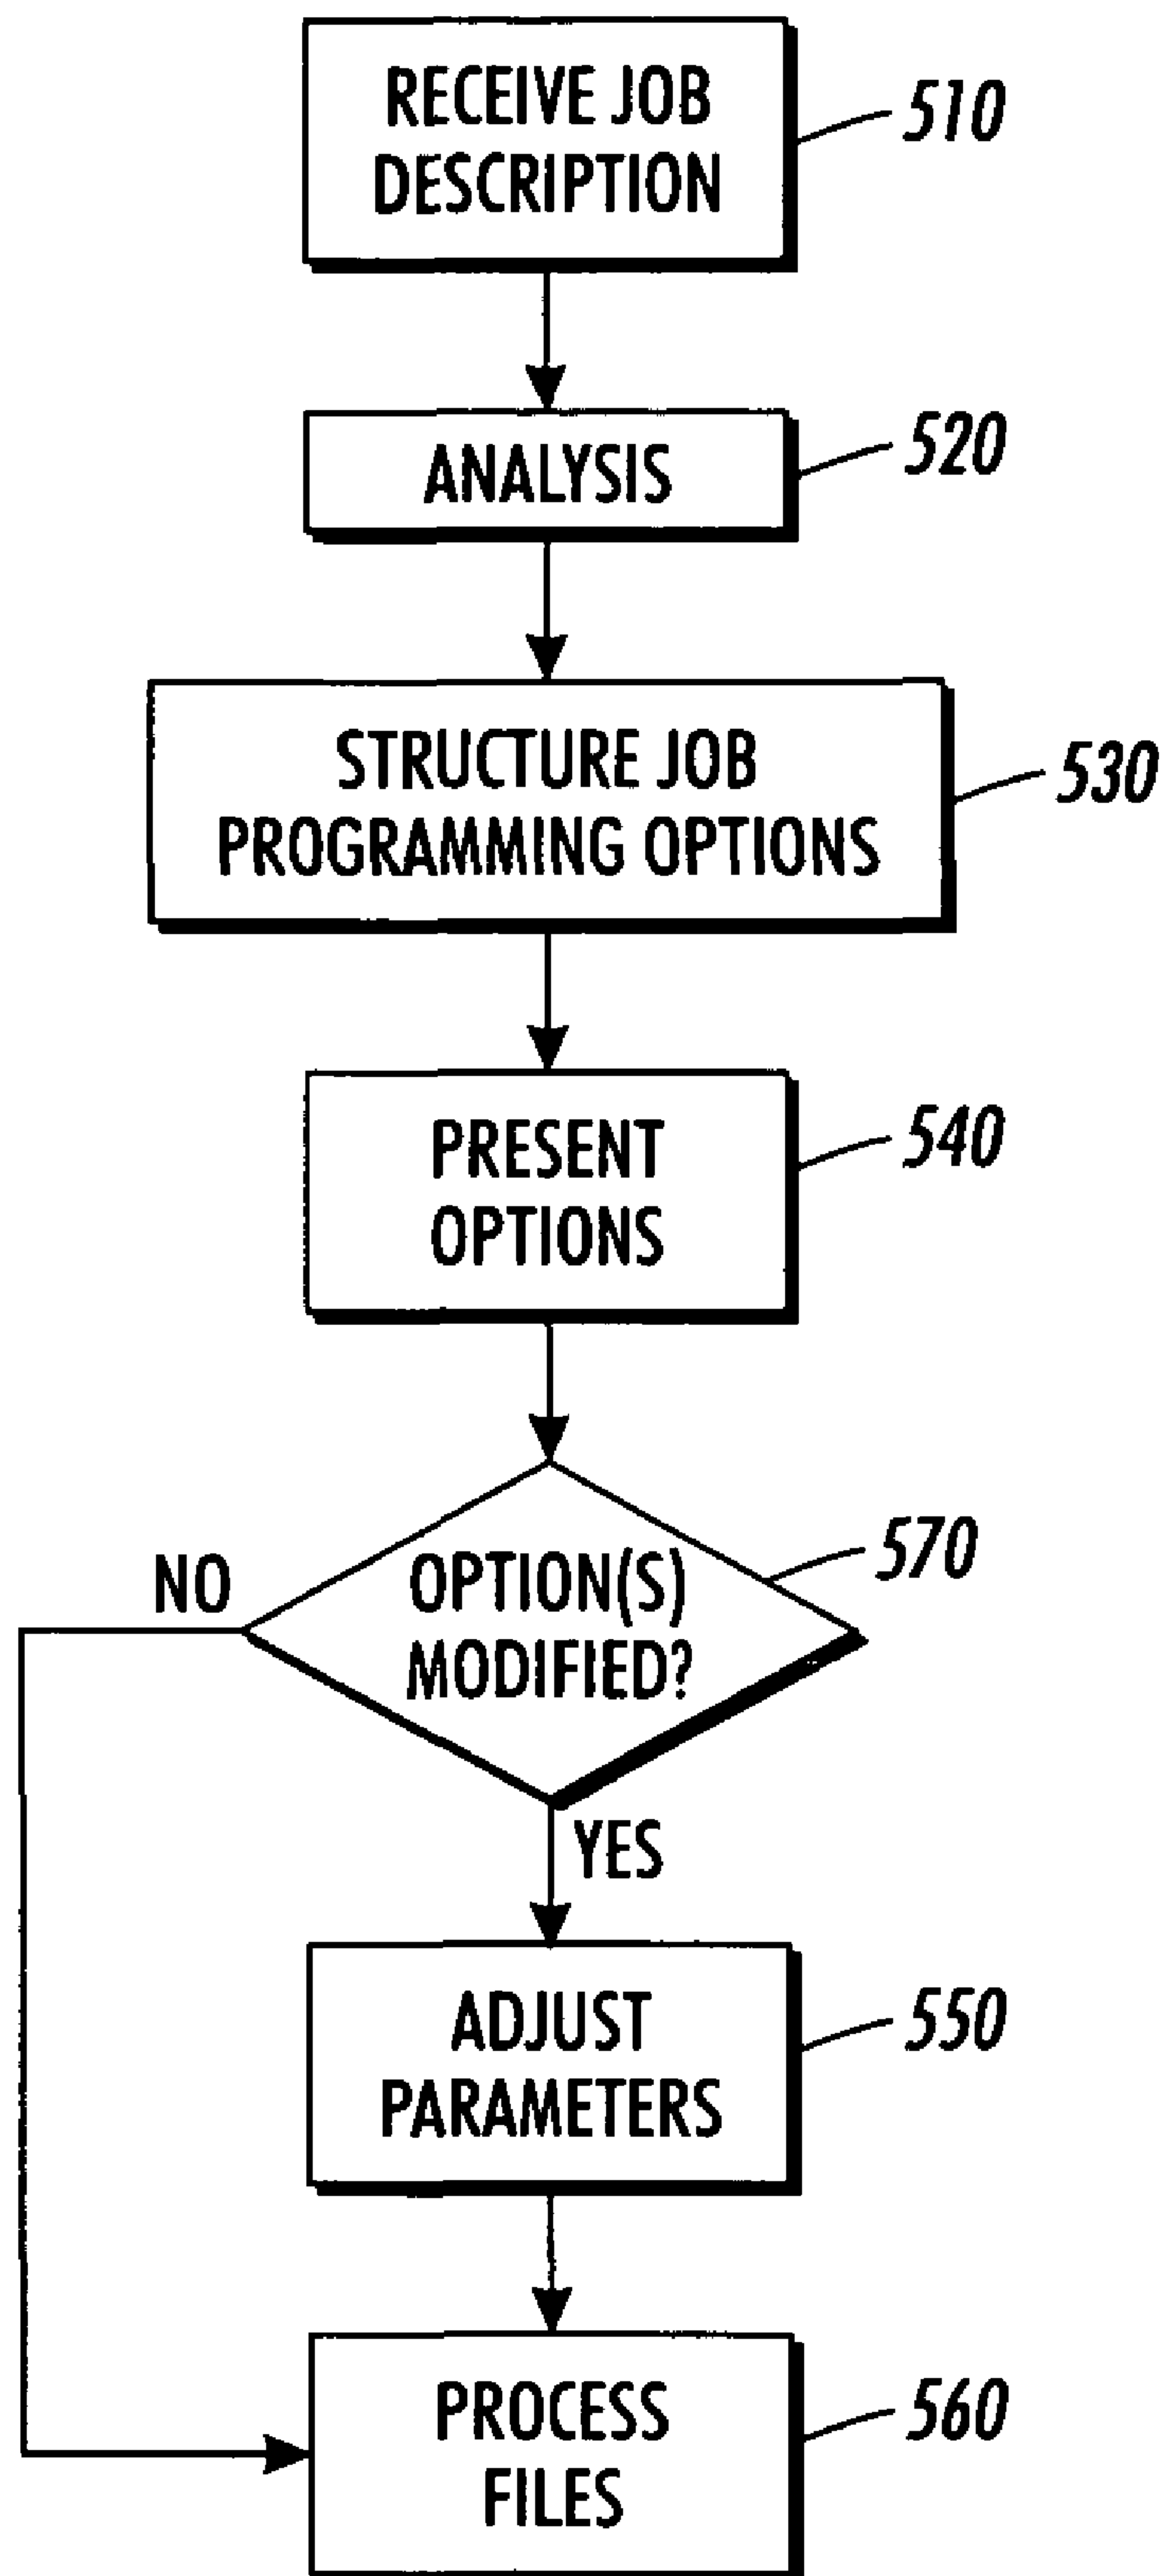 RECEIVE JOB
DESCRIPTION
510
ANALYSIS
520
STRUCTURE JOB
PROGRAMMING OPTIONS
530
PRESENT
OPTIONS
540
OPTION(S)
MODIFIED?
570
NO
YES
ADJUST
PARAMETERS
550
PROCESS
FILES
560